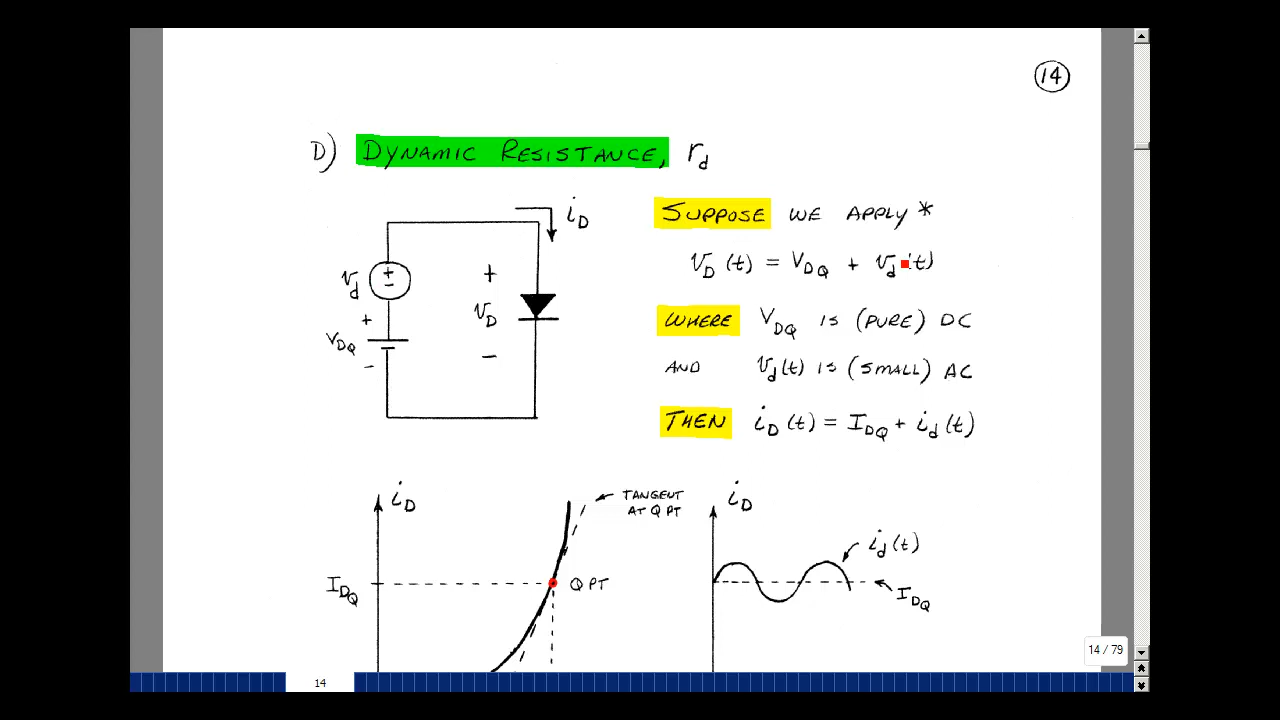 14
D) DYNAMIC RESISTANCE, rd
iD
SUPPOSE WE APPLY *
vD (t) = VDQ + vd(t)
+
vd
+
-
vD
+
VDQ
-
-
WHERE VDQ IS (PURE) DC
AND vd(t) IS (SMALL) AC
THEN iD (t) = IDQ + id (t)
iD
TANGENT
AT Q PT
iD
id (t)
IDQ
Q PT
IDQ
14 / 79
14